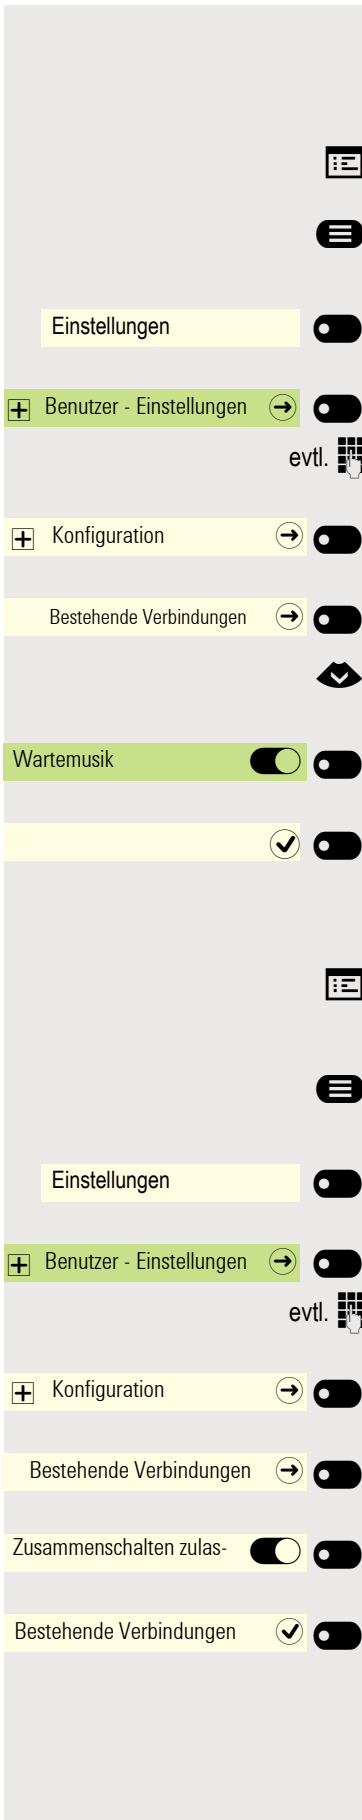 Einstellungen
Benutzer - Einstellungen
evtl.
Konfiguration
Bestehende Verbindungen
Wartemusik
Einstellungen
Benutzer - Einstellungen
evtl.
Konfiguration
Bestehende Verbindungen
Zusammenschalten zulas-
Bestehende Verbindungen